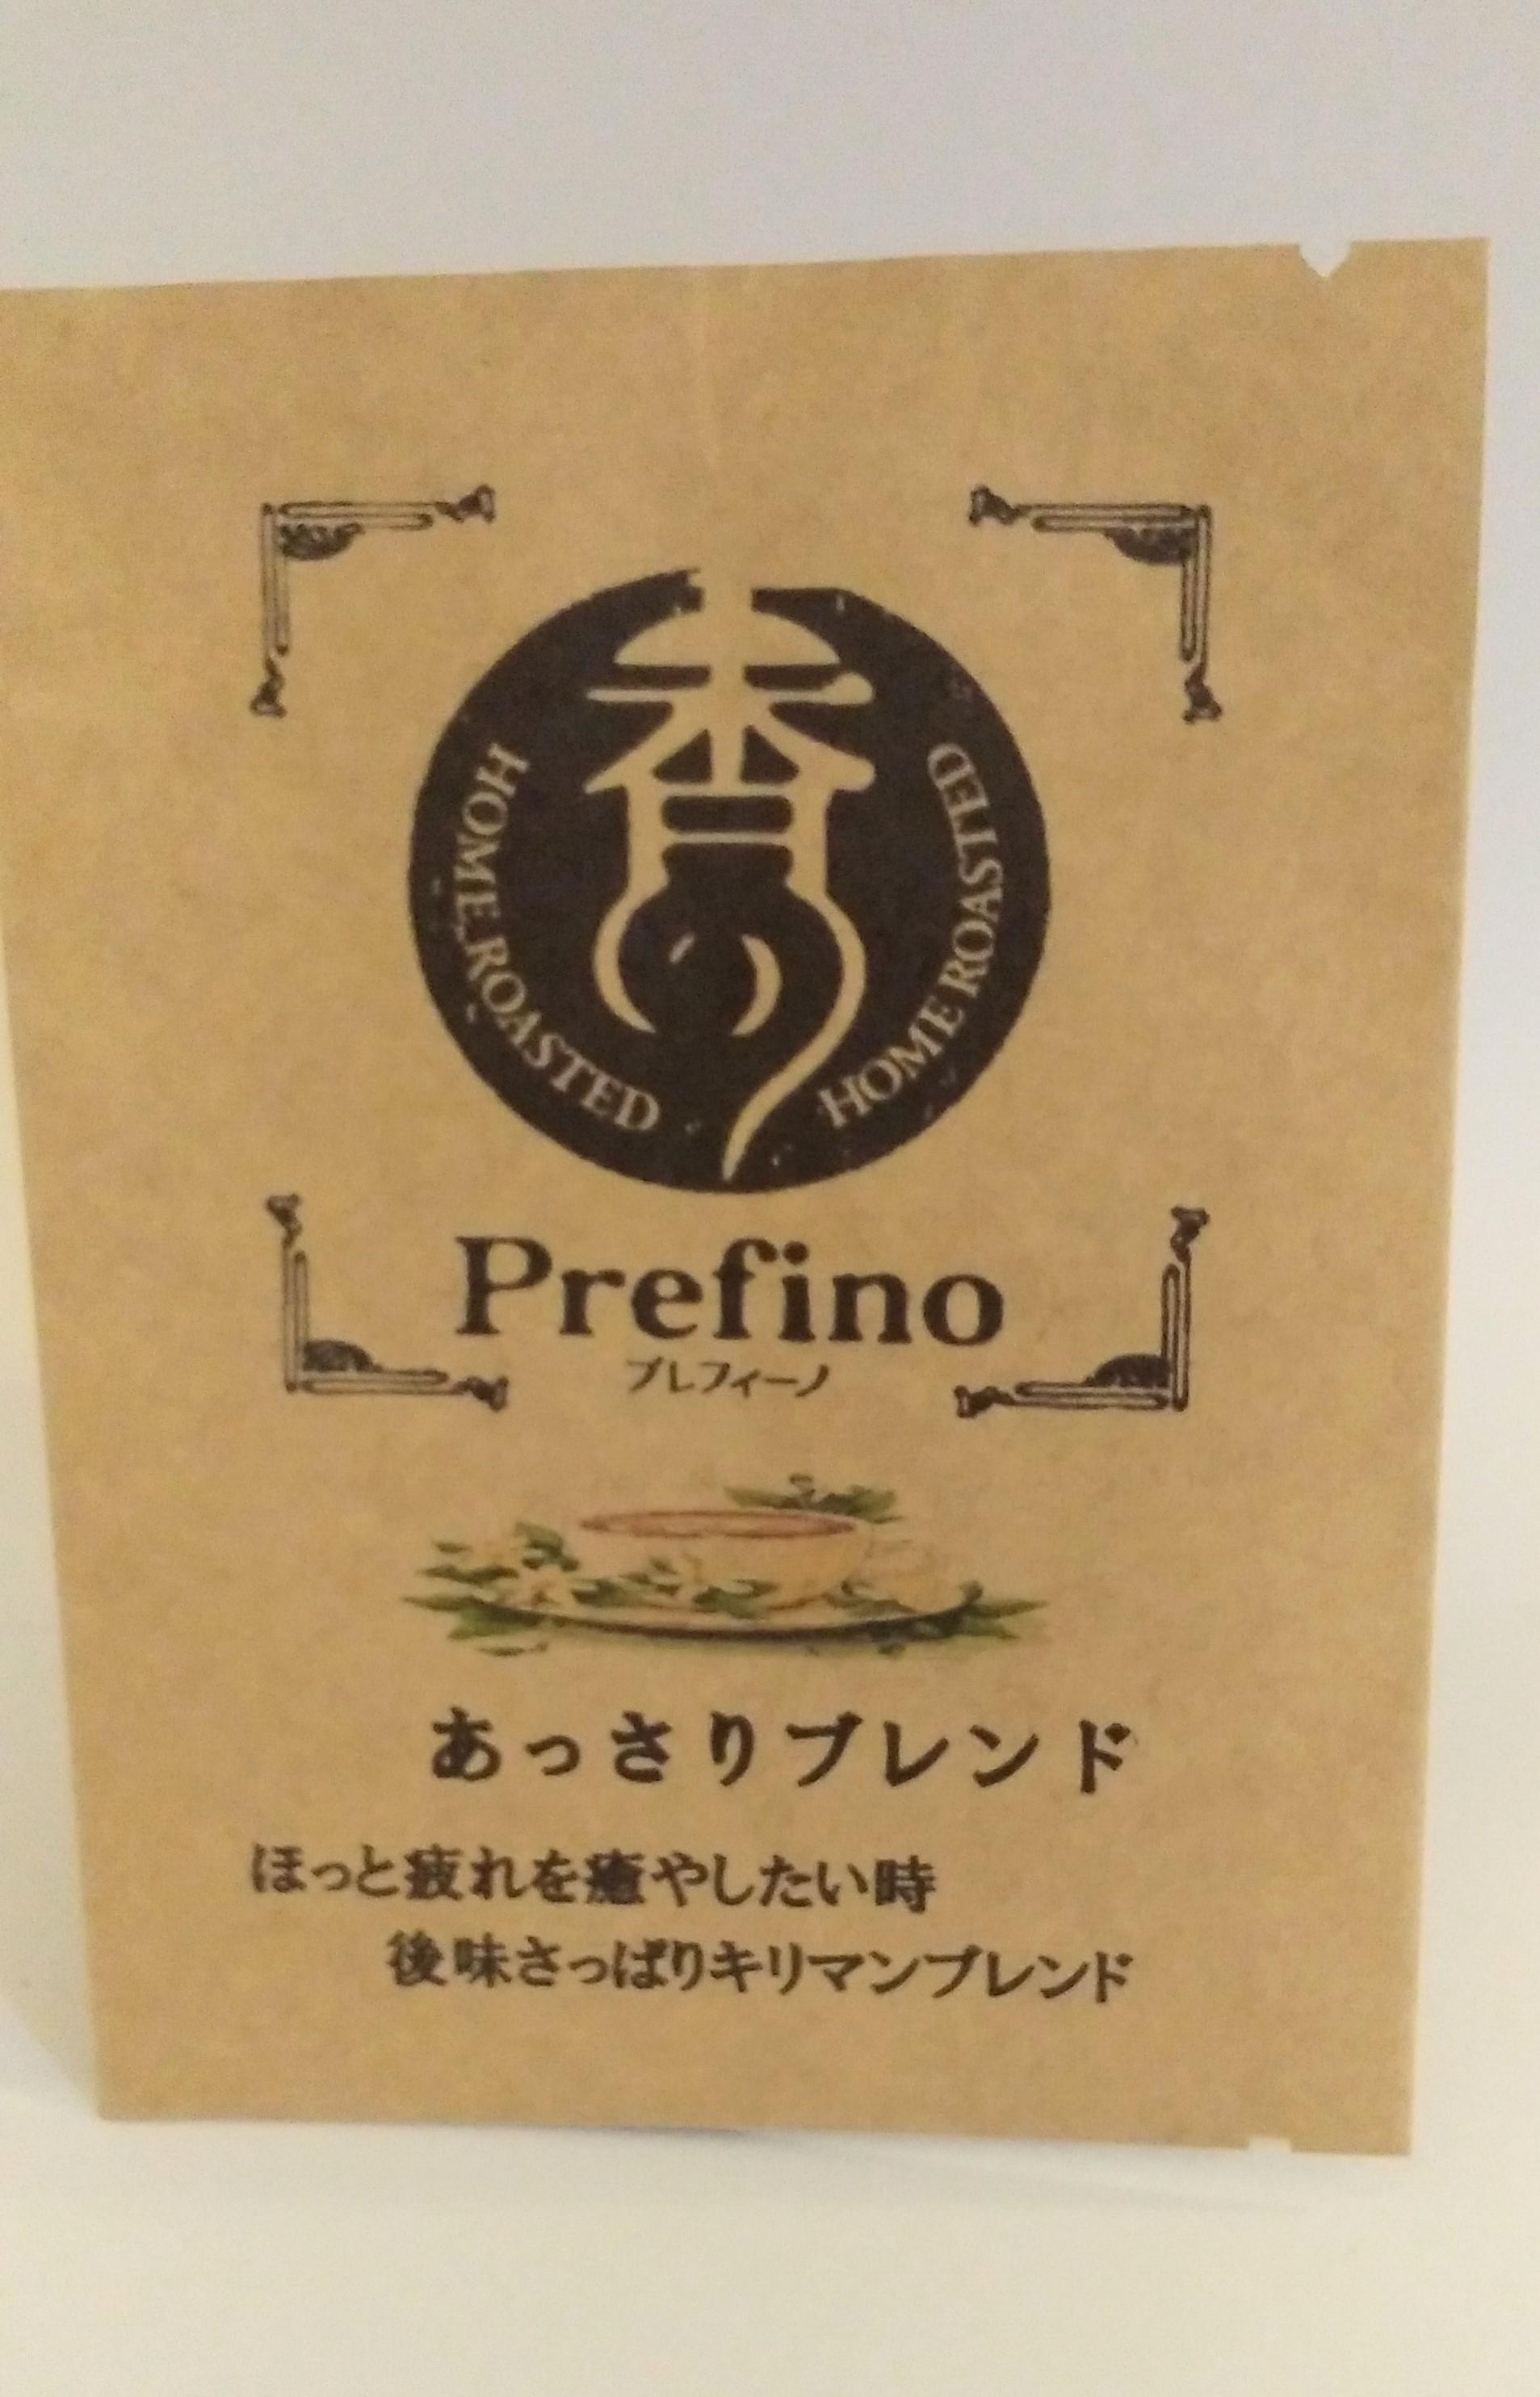 香
HOME ROASTED
HOME ROASTED
Prefino
プレフィーノ
あっさりブレンド
ほっと疲れを癒やしたい時
後味さっぱりキリマンブレンド